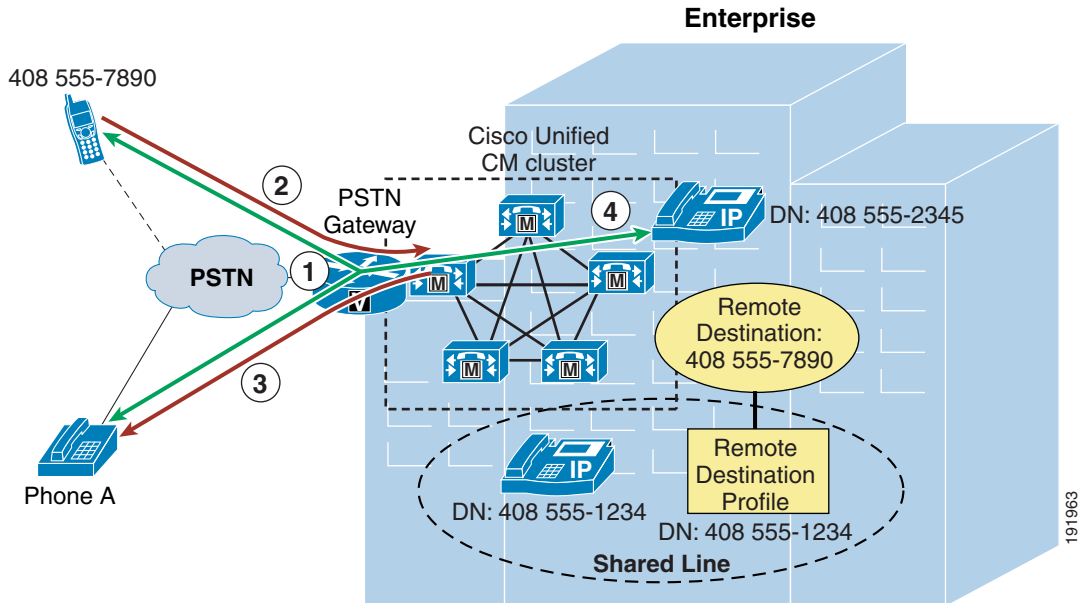 Enterprise
408 555-7890
Cisco Unified
CM cluster
2
PSTN
Gateway
4
IP
DN: 408 555-2345
M
PSTN
1
M
M
V
Remote
Destination:
408 555-7890
M
M
3
Remote
Destination
Profile
IP
Phone A
DN: 408 555-1234
DN: 408 555-1234
Shared Line
191963